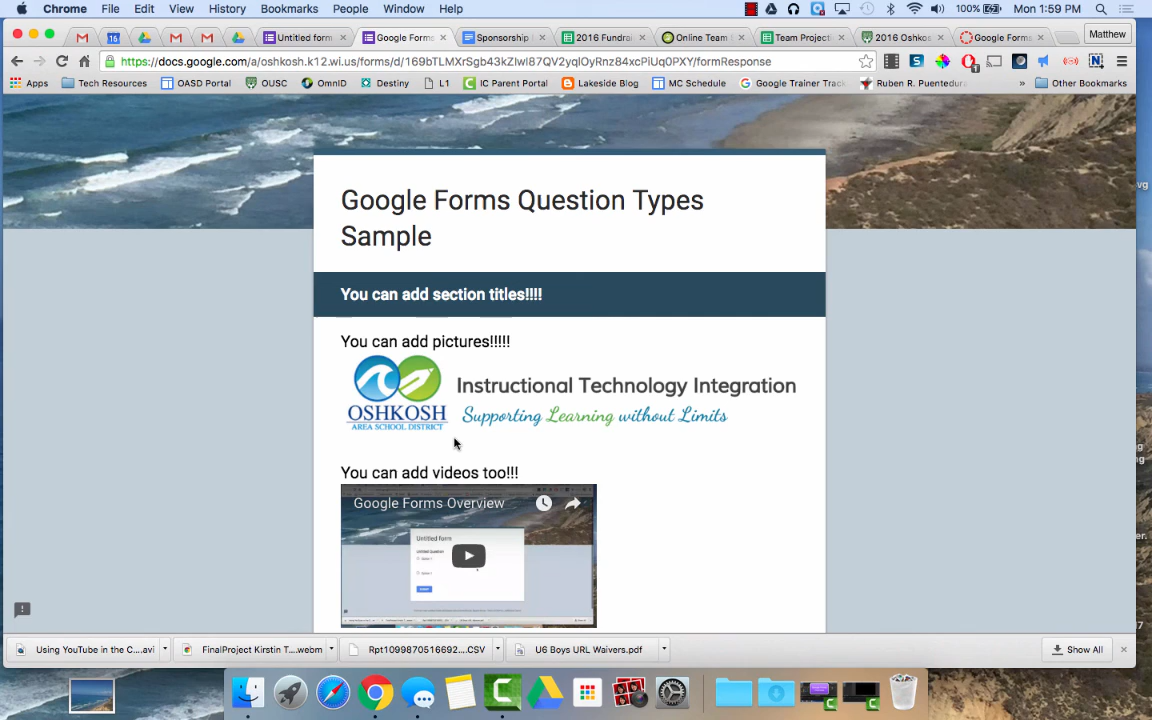 Chrome File Edit View History Bookmarks People Window Help 100% Mon 1:59 PM
Untitled form Google Forms Sponsorship 2016 Fundrai Online Team Team Projecti 2016 Oshkos Google Forms Matthew
https://docs.google.com/a/oshkosh.k12.wi.us/forms/d/169bTLMXrSgb43kZIwI87QV2yqIOyRnz84xcPiUq0PXY/formResponse
Apps Tech Resources OASD Portal OUSC OmnID Destiny L1 IC Parent Portal Lakeside Blog MC Schedule Google Trainer Track Ruben R. Puentedura » Other Bookmarks
Google Forms Question Types
Sample
You can add section titles!!!!
You can add pictures!!!!!
Instructional Technology Integration
OSHKOSH
AREA SCHOOL DISTRICT
Supporting Learning without Limits
You can add videos too!!!
Google Forms Overview
Untitled form
Using YouTube in the C....avi FinalProject Kirstin T....webm Rpt1099870516692....CSV U6 Boys URL Waivers.pdf Show All